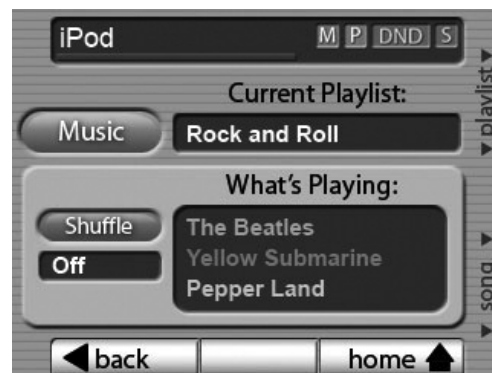 iPod M P DND S
Current Playlist:
Music Rock and Roll
What's Playing:
Shuffle The Beatles
Off Yellow Submarine
Pepper Land
back home
playlist
song